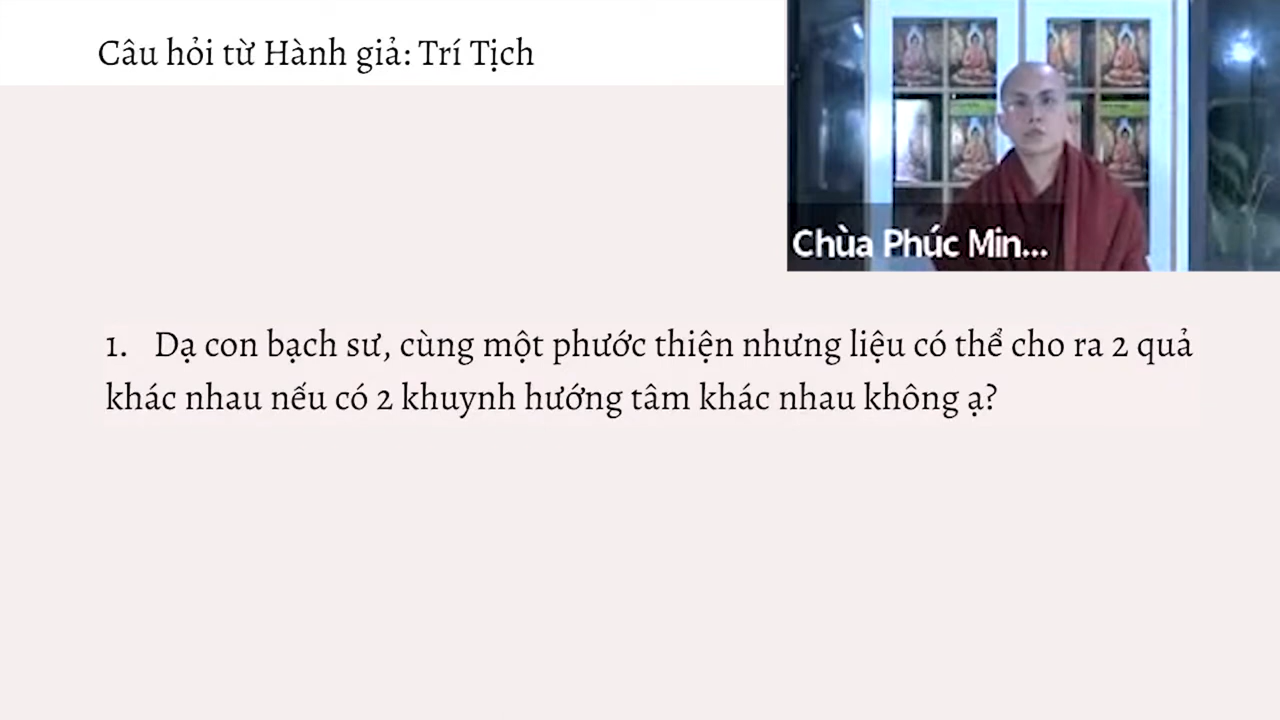 Câu hỏi từ Hành giả: Trí Tịch
Chùa Phúc Min...
1. Dạ con bạch sư, cùng một phước thiện nhưng liệu có thể cho ra 2 quả
khác nhau nếu có 2 khuynh hướng tâm khác nhau không ạ?